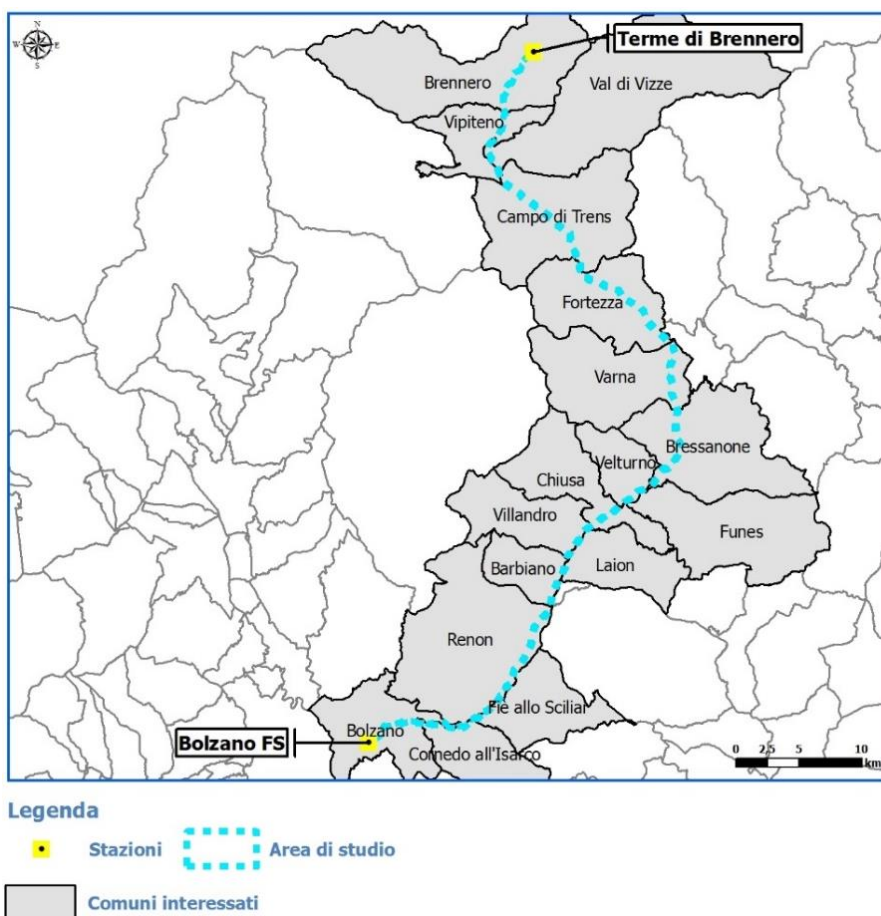 N
W E
S
Terme di Brennero
Brennero
Val di Vizze
Vipiteno
Campo di Trens
Fortezza
Varna
Bressanone
Velturno
Chiusa
Villandro
Funes
Barbiano
Laion
Renon
Fie allo Sciliar
Bolzano
Bolzano FS
Cornedo all'Isarco
0 2,5 5 10
km
Legenda
Stazioni Area di studio
Comuni interessati